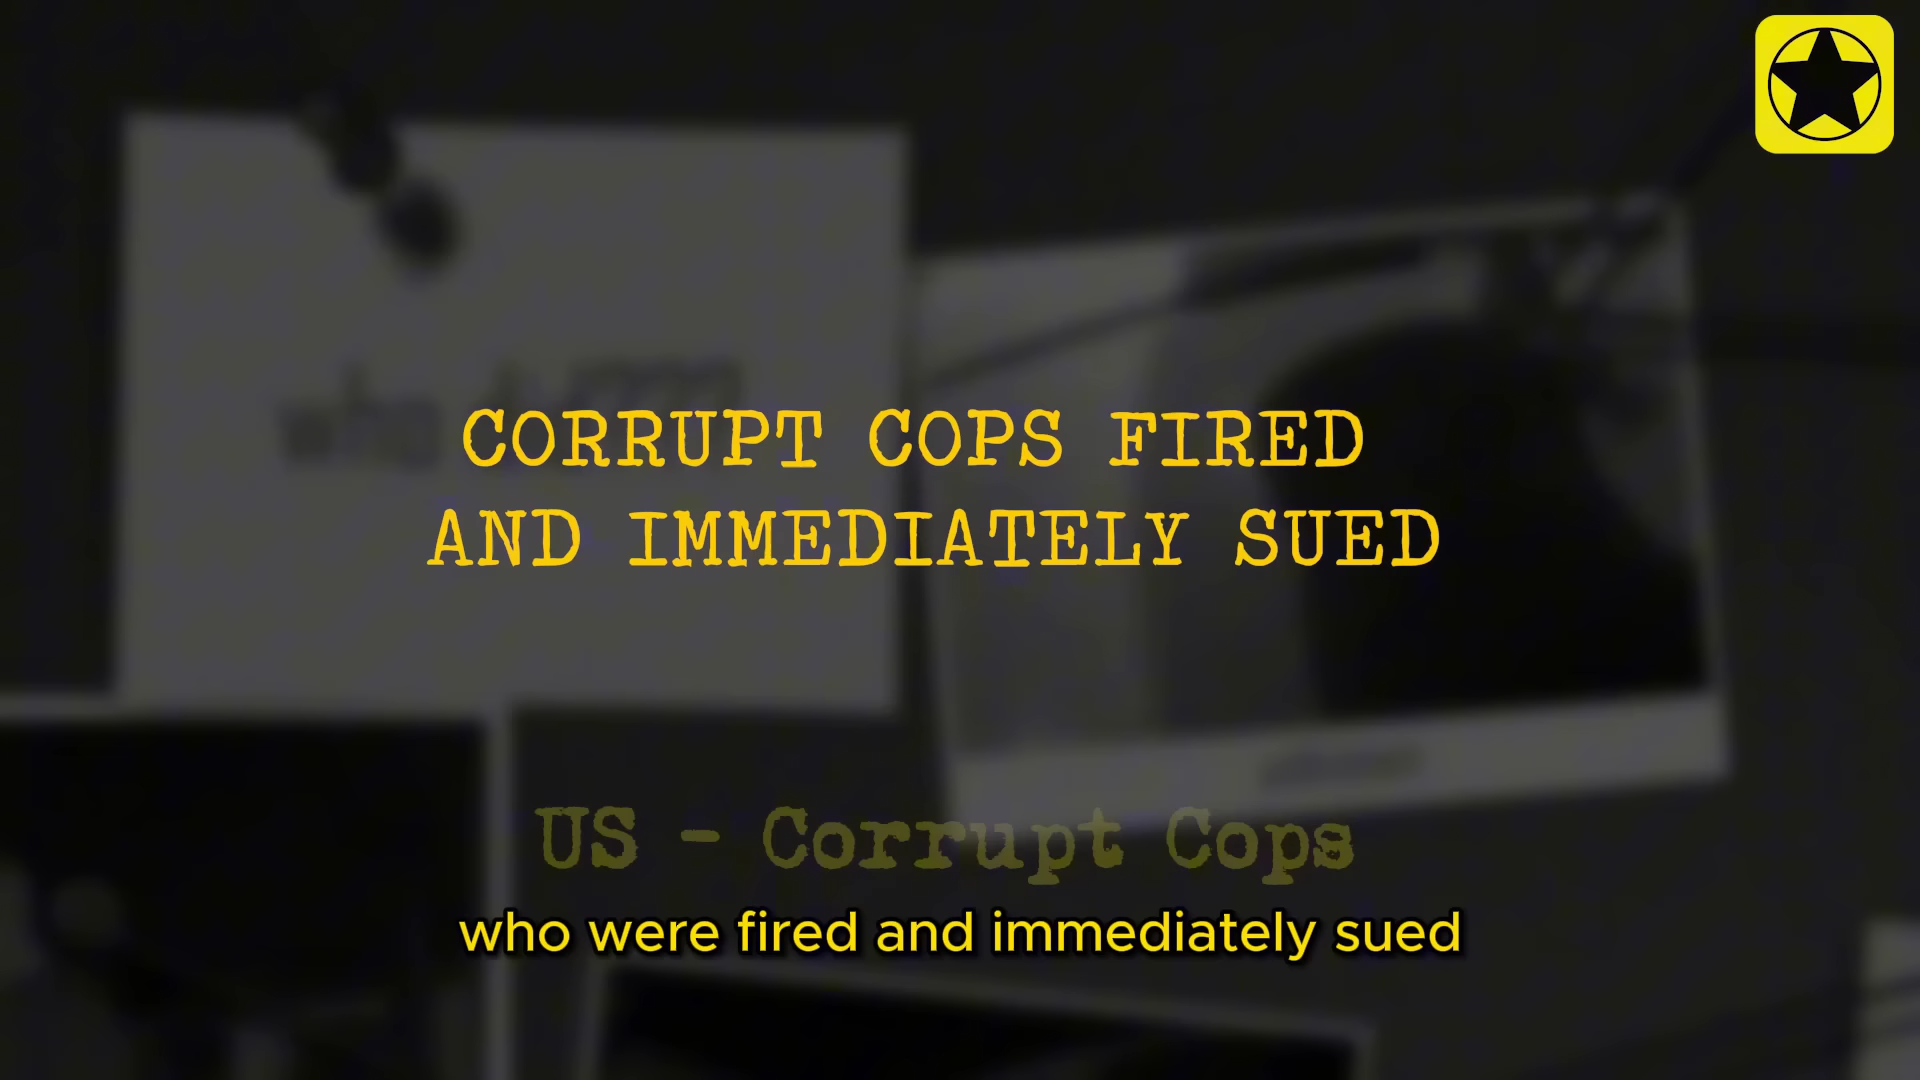 CORRUPT COPS FIRED
AND IMMEDIATELY SUED
US - Corrupt Cops
who were fired and immediately sued